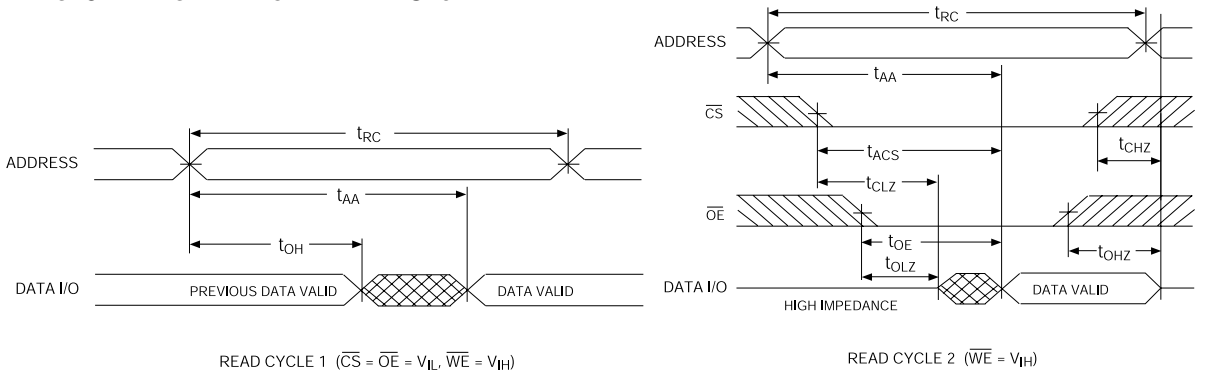 tRC
ADDRESS
tAA
tOH
DATA I/O
PREVIOUS DATA VALID
DATA VALID
READ CYCLE 1 (CS = OE = VIL, WE = VIH)
tRC
ADDRESS
tAA
CS
tACS
tCHZ
tCLZ
OE
tOE
tOHZ
tOLZ
DATA I/O
HIGH IMPEDANCE
DATA VALID
READ CYCLE 2 (WE = VIH)